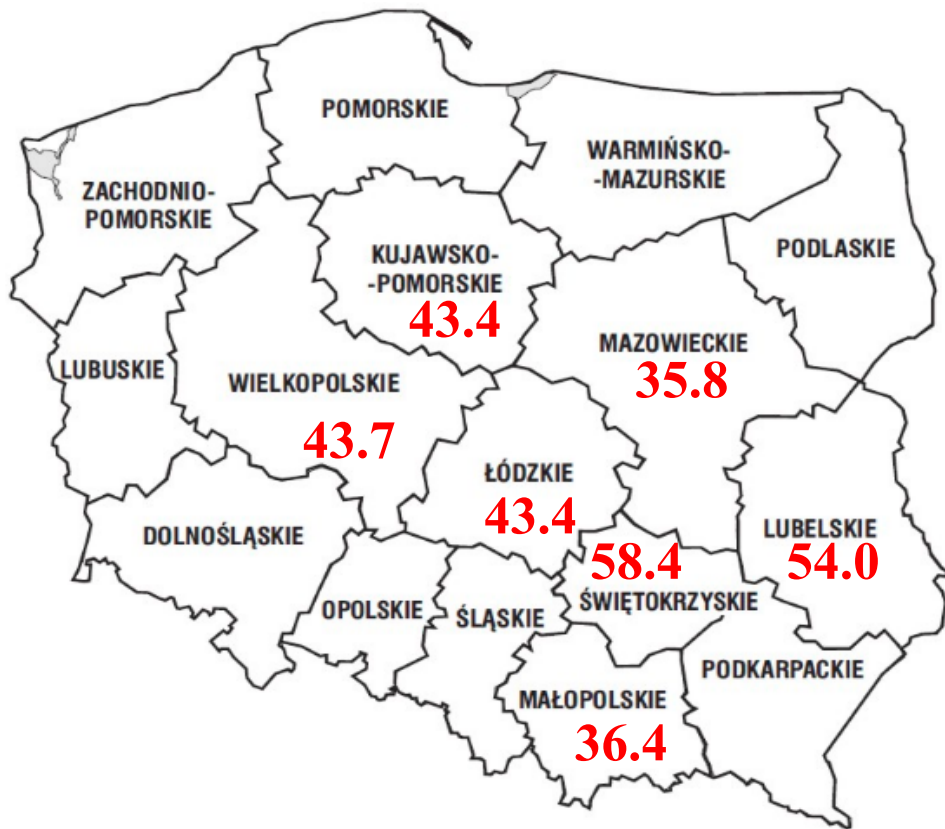 POMORSKIE
WARMIŃSKO-
-MAZURSKIE
ZACHODNIO-
POMORSKIE
PODLASKIE
KUJAWSKO-
-POMORSKIE
43.4
MAZOWIECKIE
35.8
LUBUSKIE
WIELKOPOLSKIE
43.7
ŁÓDZKIE
43.4
DOLNOŚLĄSKIE
LUBELSKIE
54.0
58.4
ŚWIĘTOKRZYSKIE
OPOLSKIE
ŚLĄSKIE
PODKARPACKIE
MAŁOPOLSKIE
36.4